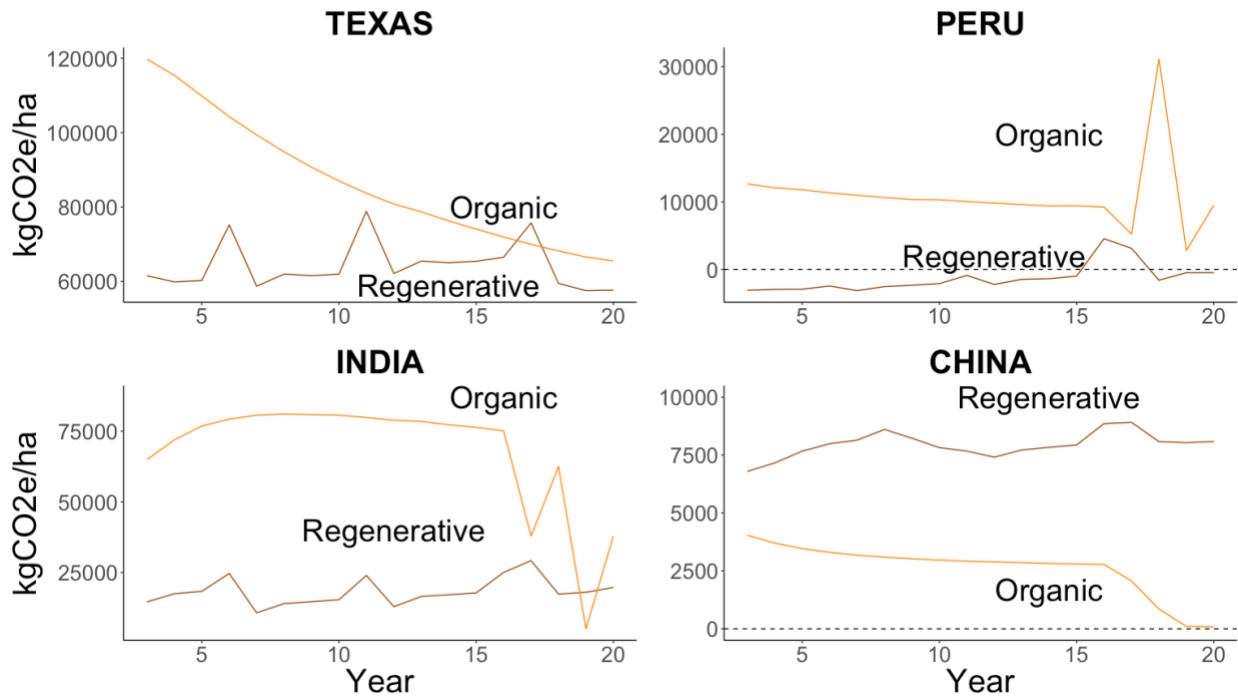 TEXAS
PERU
kgCO2e/ha
120000
100000
80000
60000
Organic
Regenerative
5
10
15
20
30000
20000
10000
0
Organic
Regenerative
5
10
15
20
INDIA
CHINA
kgCO2e/ha
75000
50000
25000
Organic
Regenerative
5
10
15
20
Year
10000
7500
5000
2500
0
Regenerative
Organic
5
10
15
20
Year